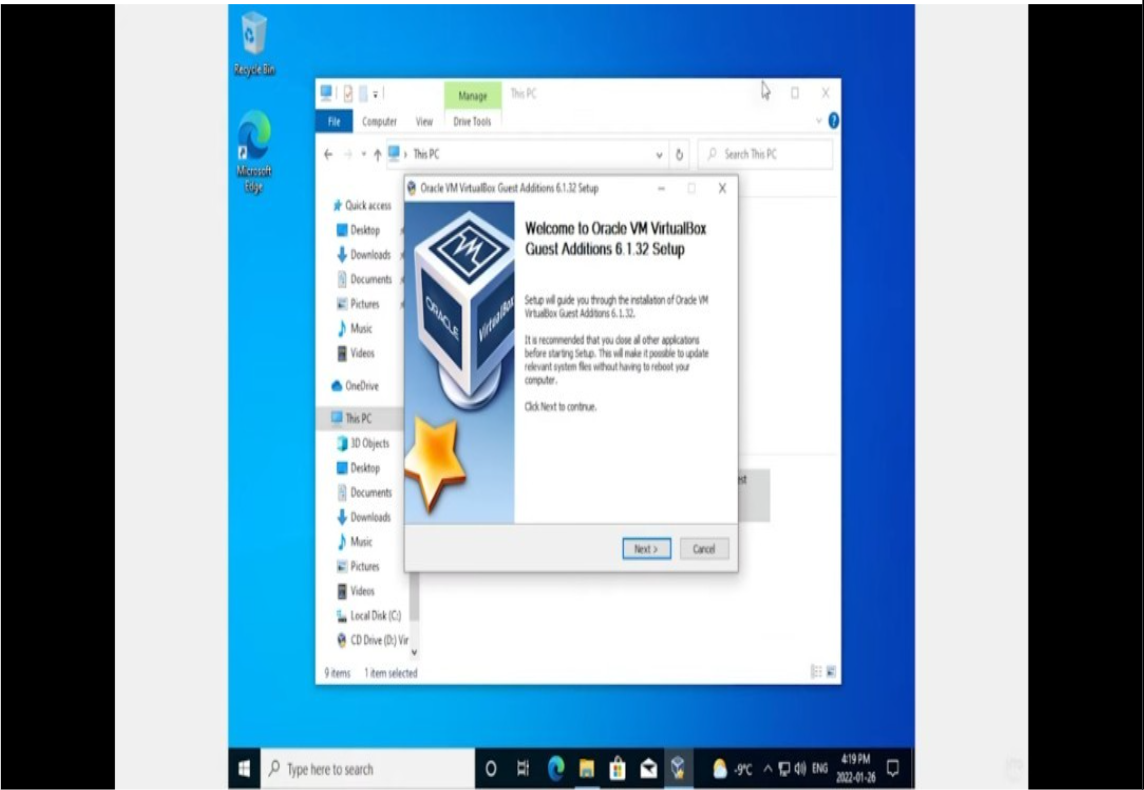 Recycle Bin
Microsoft
Edge
Manage
This PC
File
Computer
View
Drive Tools
This PC
Search This PC
Quick access
Desktop
Downloads
Documents
Pictures
Music
Videos
OneDrive
This PC
3D Objects
Desktop
Documents
Downloads
Music
Pictures
Videos
Local Disk (C:)
CD Drive (D:) Vir
9 items
1 item selected
Oracle VM VirtualBox Guest Additions 6.1.32 Setup
ORACLE
VirtualBox
Welcome to Oracle VM VirtualBox
Guest Additions 6.1.32 Setup
Setup will guide you through the installation of Oracle VM
VirtualBox Guest Additions 6.1.32.
It is recommended that you close all other applications
before starting Setup. This will make it possible to update
relevant system files without having to reboot your
computer.
Click Next to continue.
Next >
Cancel
Type here to search
-9°C
ENG
4:19 PM
2022-01-26